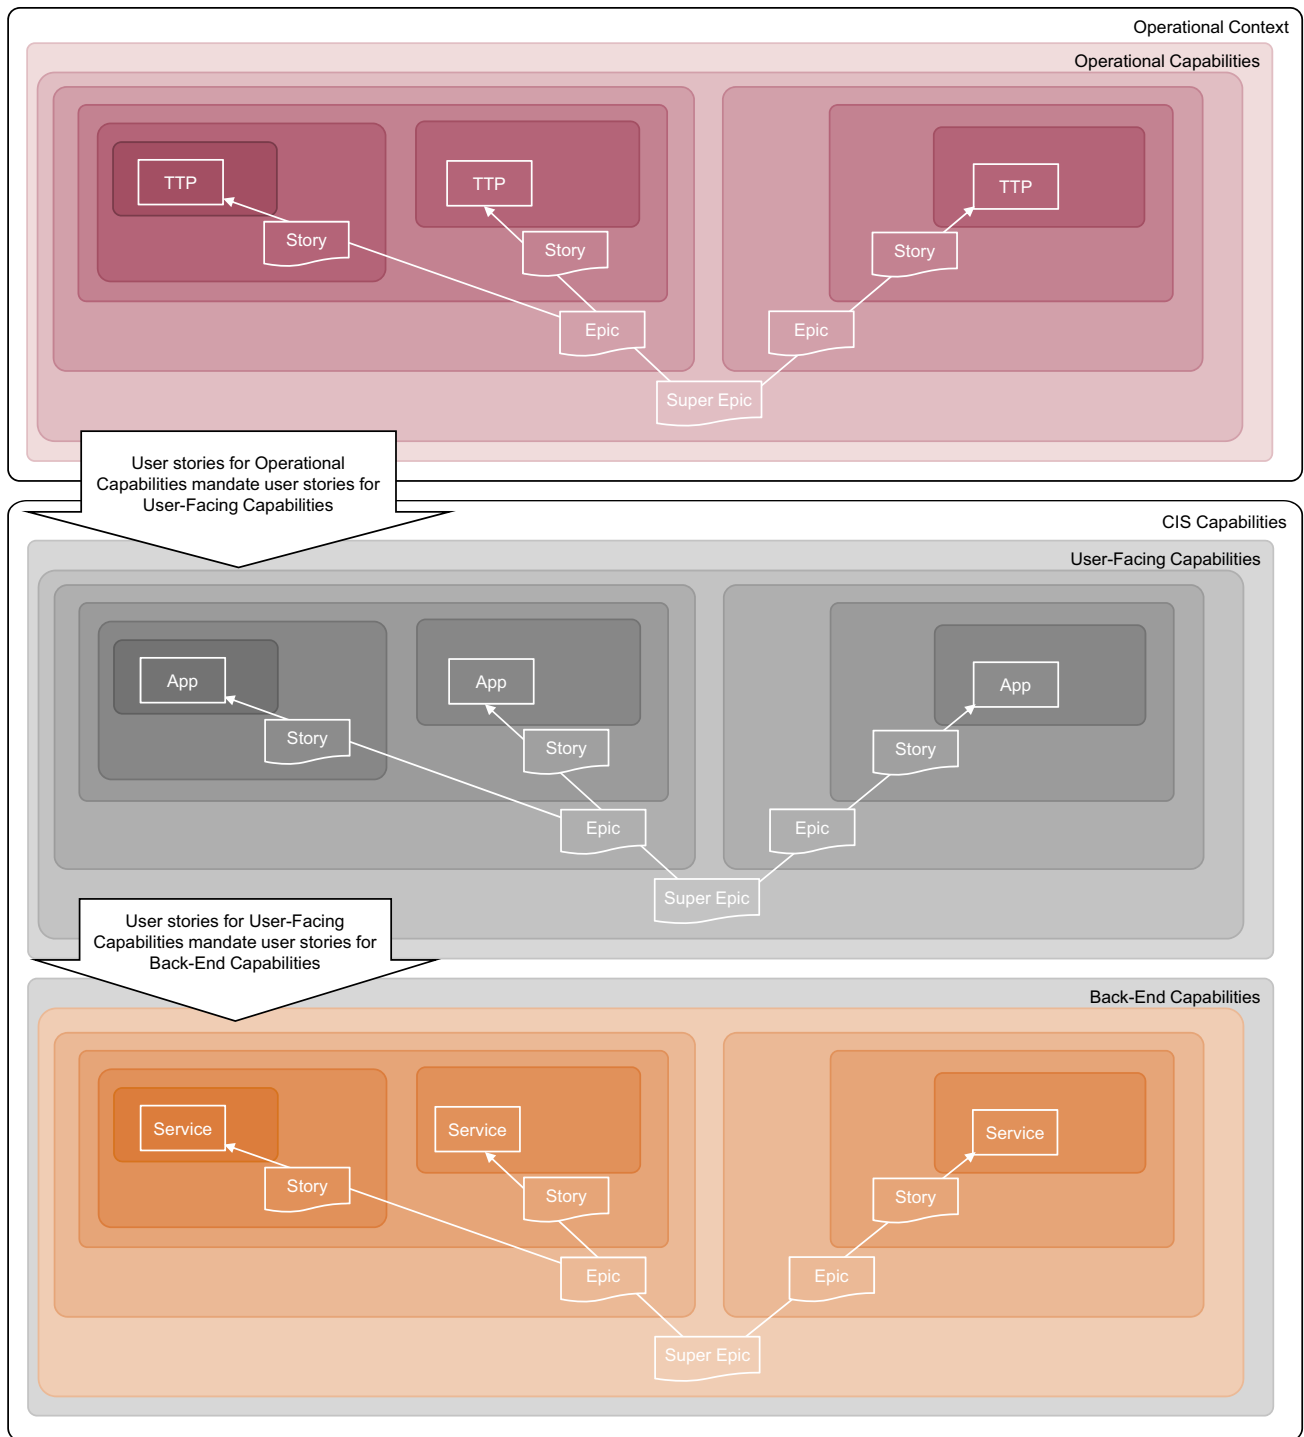 Operational Context
Operational Capabilities
TTP
TTP
TTP
Story
Story
Story
Epic
Epic
Super Epic
User stories for Operational
Capabilities mandate user stories for
User-Facing Capabilities
CIS Capabilities
User-Facing Capabilities
App
App
App
Story
Story
Story
Epic
Epic
Super Epic
User stories for User-Facing
Capabilities mandate user stories for
Back-End Capabilities
Back-End Capabilities
Service
Service
Service
Story
Story
Story
Epic
Epic
Super Epic